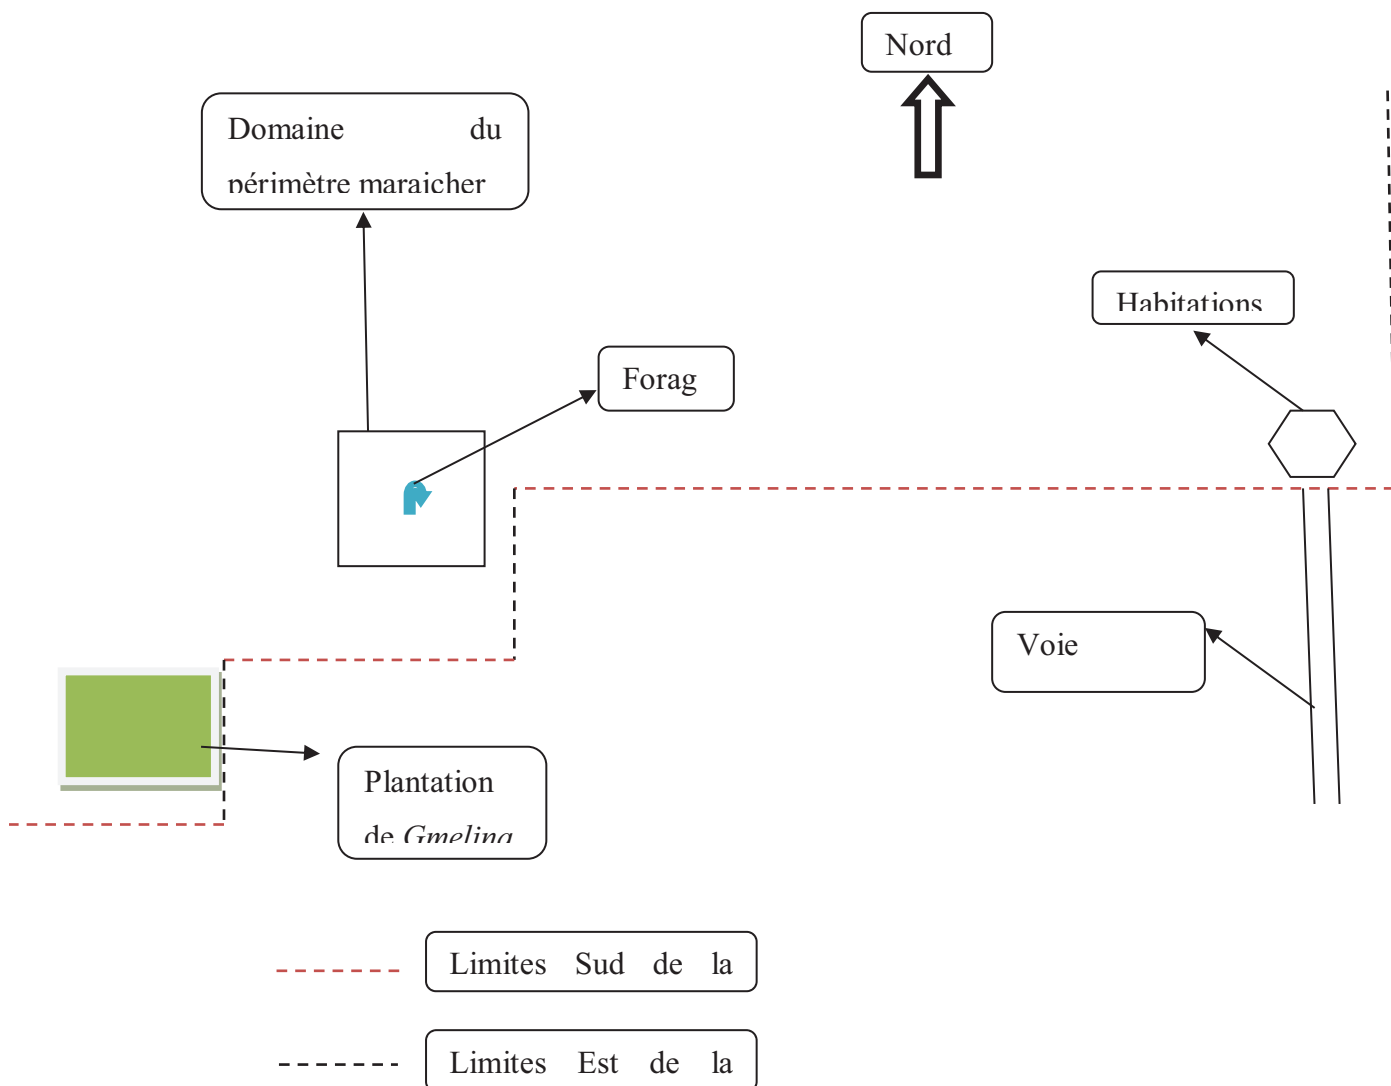 Nord
Domaine du
périmètre maraicher
Habitations
Forag
Voie
Plantation
de Gmelina
Limites Sud de la
Limites Est de la